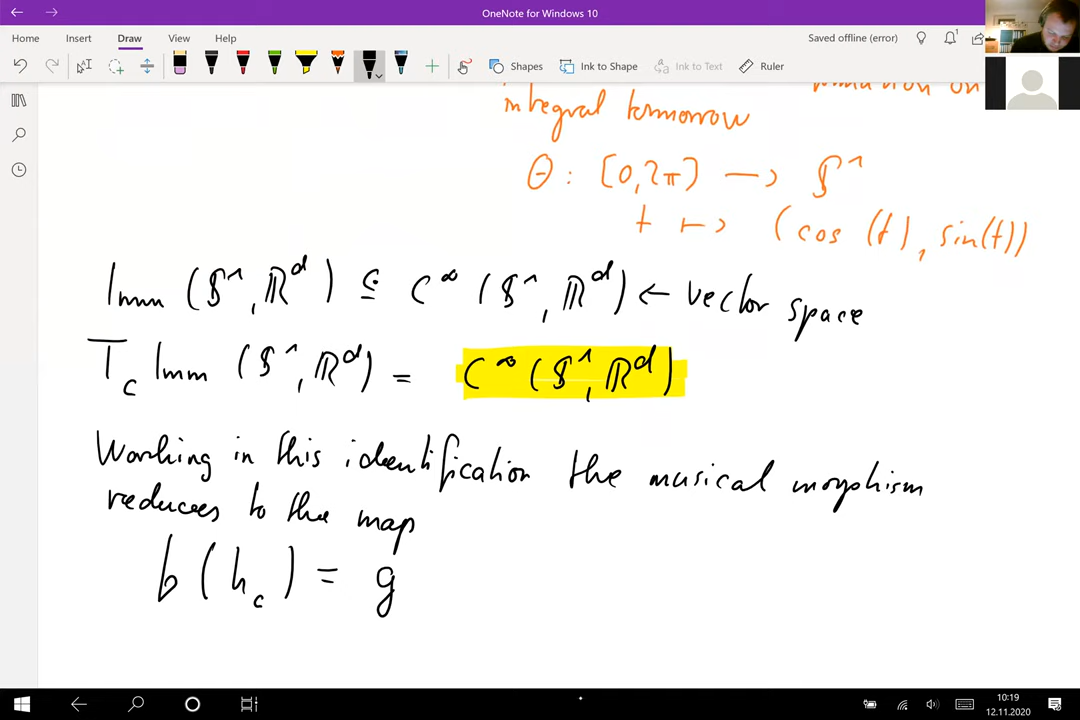 OneNote for Windows 10
Home Insert Draw View Help Saved offline (error)
Shapes Ink to Shape Ink to Text Ruler
integral tomorrow
θ : [0,2π] → 𝕊¹
t ↦ (cos(t), sin(t))
Imm (𝕊¹, ℝᵈ) ⊆ C^∞ (𝕊¹, ℝᵈ) ← vector space
T_c Imm (𝕊¹, ℝᵈ) = C^∞ (𝕊¹, ℝᵈ)
Working in this identification the musical morphism
reduces to the map
b (h_c) = g
10:19
12.11.2020